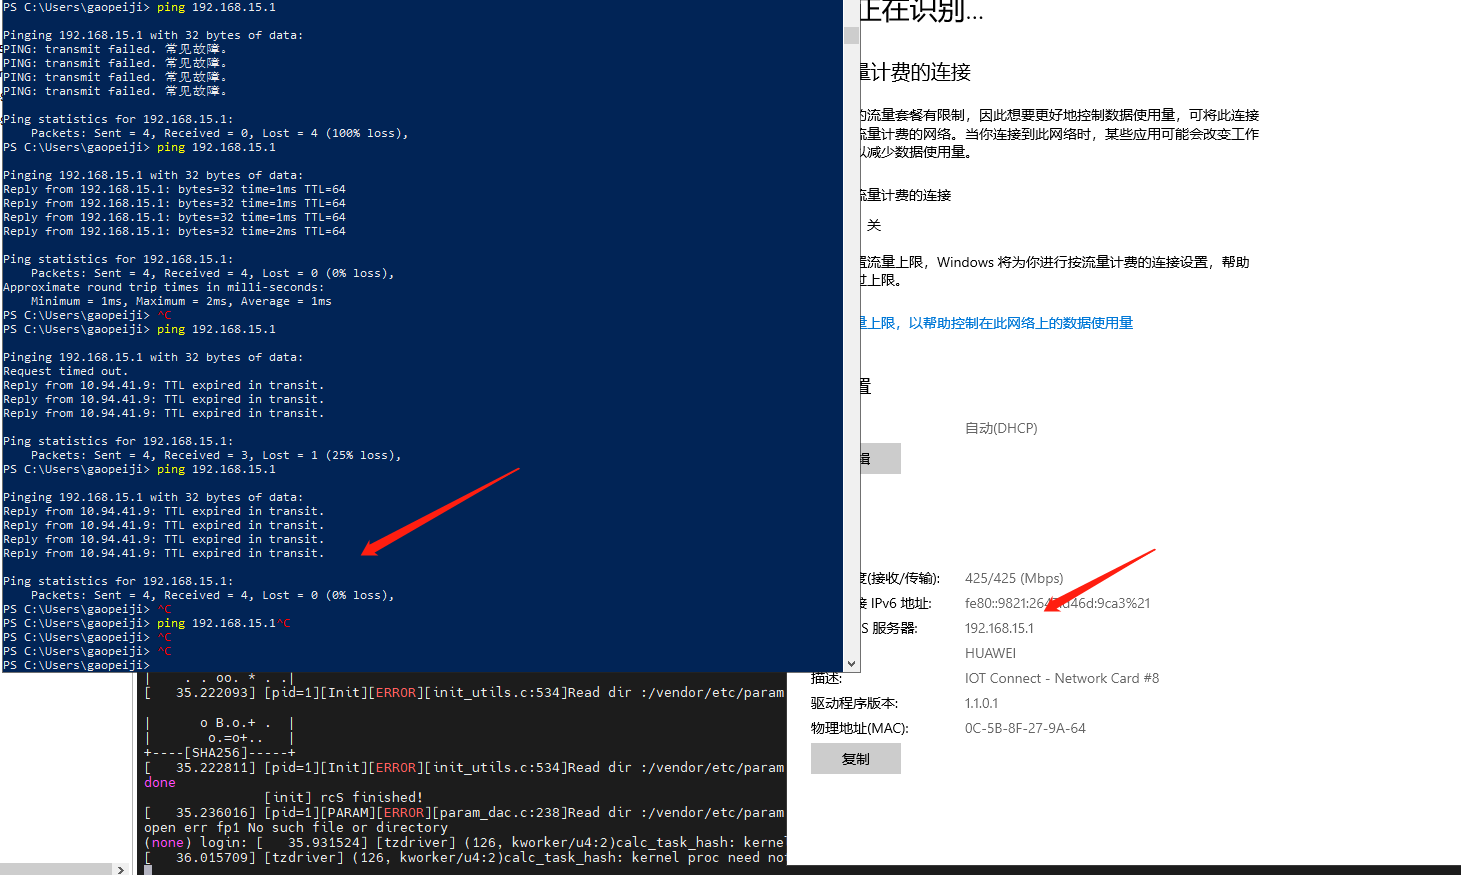 PS C:\Users\gaopeiji> ping 192.168.15.1
Pinging 192.168.15.1 with 32 bytes of data:
PING: transmit failed. 常见故障。
PING: transmit failed. 常见故障。
PING: transmit failed. 常见故障。
PING: transmit failed. 常见故障。
Ping statistics for 192.168.15.1:
Packets: Sent = 4, Received = 0, Lost = 4 (100% loss),
PS C:\Users\gaopeiji> ping 192.168.15.1
Pinging 192.168.15.1 with 32 bytes of data:
Reply from 192.168.15.1: bytes=32 time=1ms TTL=64
Reply from 192.168.15.1: bytes=32 time=1ms TTL=64
Reply from 192.168.15.1: bytes=32 time=1ms TTL=64
Reply from 192.168.15.1: bytes=32 time=2ms TTL=64
Ping statistics for 192.168.15.1:
Packets: Sent = 4, Received = 4, Lost = 0 (0% loss),
Approximate round trip times in milli-seconds:
Minimum = 1ms, Maximum = 2ms, Average = 1ms
PS C:\Users\gaopeiji> ^C
PS C:\Users\gaopeiji> ping 192.168.15.1
Pinging 192.168.15.1 with 32 bytes of data:
Request timed out.
Reply from 10.94.41.9: TTL expired in transit.
Reply from 10.94.41.9: TTL expired in transit.
Reply from 10.94.41.9: TTL expired in transit.
Ping statistics for 192.168.15.1:
Packets: Sent = 4, Received = 3, Lost = 1 (25% loss),
PS C:\Users\gaopeiji> ping 192.168.15.1
Pinging 192.168.15.1 with 32 bytes of data:
Reply from 10.94.41.9: TTL expired in transit.
Reply from 10.94.41.9: TTL expired in transit.
Reply from 10.94.41.9: TTL expired in transit.
Reply from 10.94.41.9: TTL expired in transit.
Ping statistics for 192.168.15.1:
Packets: Sent = 4, Received = 4, Lost = 0 (0% loss),
PS C:\Users\gaopeiji> ^C
PS C:\Users\gaopeiji> ping 192.168.15.1^C
PS C:\Users\gaopeiji> ^C
PS C:\Users\gaopeiji> ^C
PS C:\Users\gaopeiji>
正在识别...
量计费的连接
的流量套餐有限制，因此想要更好地控制数据使用量，可将此连接
流量计费的网络。当你连接到此网络时，某些应用可能会改变工作
以减少数据使用量。
流量计费的连接
关
置流量上限，Windows 将为你进行按流量计费的连接设置，帮助
过上限。
量上限，以帮助控制在此网络上的数据使用量
置
自动(DHCP)
辑
度(接收/传输): 425/425 (Mbps)
接 IPv6 地址: fe80::9821:264 d46d:9ca3%21
S 服务器: 192.168.15.1
HUAWEI
描述: IOT Connect - Network Card #8
驱动程序版本: 1.1.0.1
物理地址(MAC): 0C-5B-8F-27-9A-64
复制
| . . oo. * . .|
[ 35.222093] [pid=1][Init][ERROR][init_utils.c:534]Read dir :/vendor/etc/param
| o B.o.+ . |
| o.=o+.. |
+----[SHA256]-----+
[ 35.222811] [pid=1][Init][ERROR][init_utils.c:534]Read dir :/vendor/etc/param
done
[init] rcS finished!
[ 35.236016] [pid=1][PARAM][ERROR][param_dac.c:238]Read dir :/vendor/etc/param
open err fp1 No such file or directory
(none) login: [ 35.931524] [tzdriver] (126, kworker/u4:2)calc_task_hash: kerne
[ 36.015709] [tzdriver] (126, kworker/u4:2)calc_task_hash: kernel proc need no